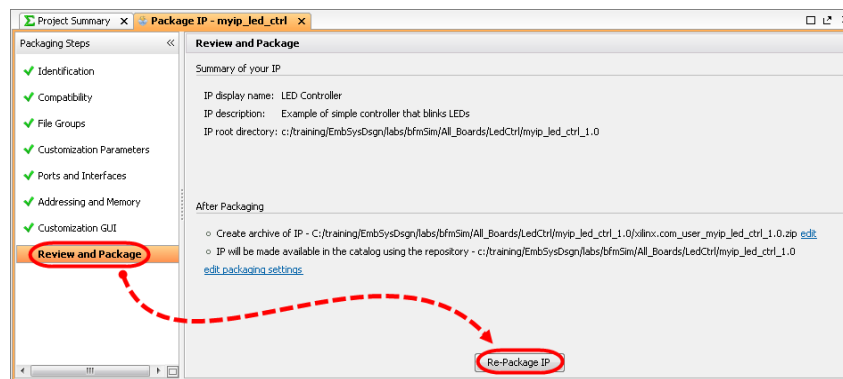 Σ Project Summary × Package IP - myip_led_ctrl ×
Packaging Steps «
Identification
Compatibility
File Groups
Customization Parameters
Ports and Interfaces
Addressing and Memory
Customization GUI
Review and Package
Review and Package
Summary of your IP
IP display name: LED Controller
IP description: Example of simple controller that blinks LEDs
IP root directory: c:/training/EmbSysDsgn/labs/bfmSim/All_Boards/LedCtrl/myip_led_ctrl_1.0
After Packaging
Create archive of IP - C:/training/EmbSysDsgn/labs/bfmSim/All_Boards/LedCtrl/myip_led_ctrl_1.0/xilinx.com_user_myip_led_ctrl_1.0.zip edit
IP will be made available in the catalog using the repository - c:/training/EmbSysDsgn/labs/bfmSim/All_Boards/LedCtrl/myip_led_ctrl_1.0
edit packaging settings
Re-Package IP